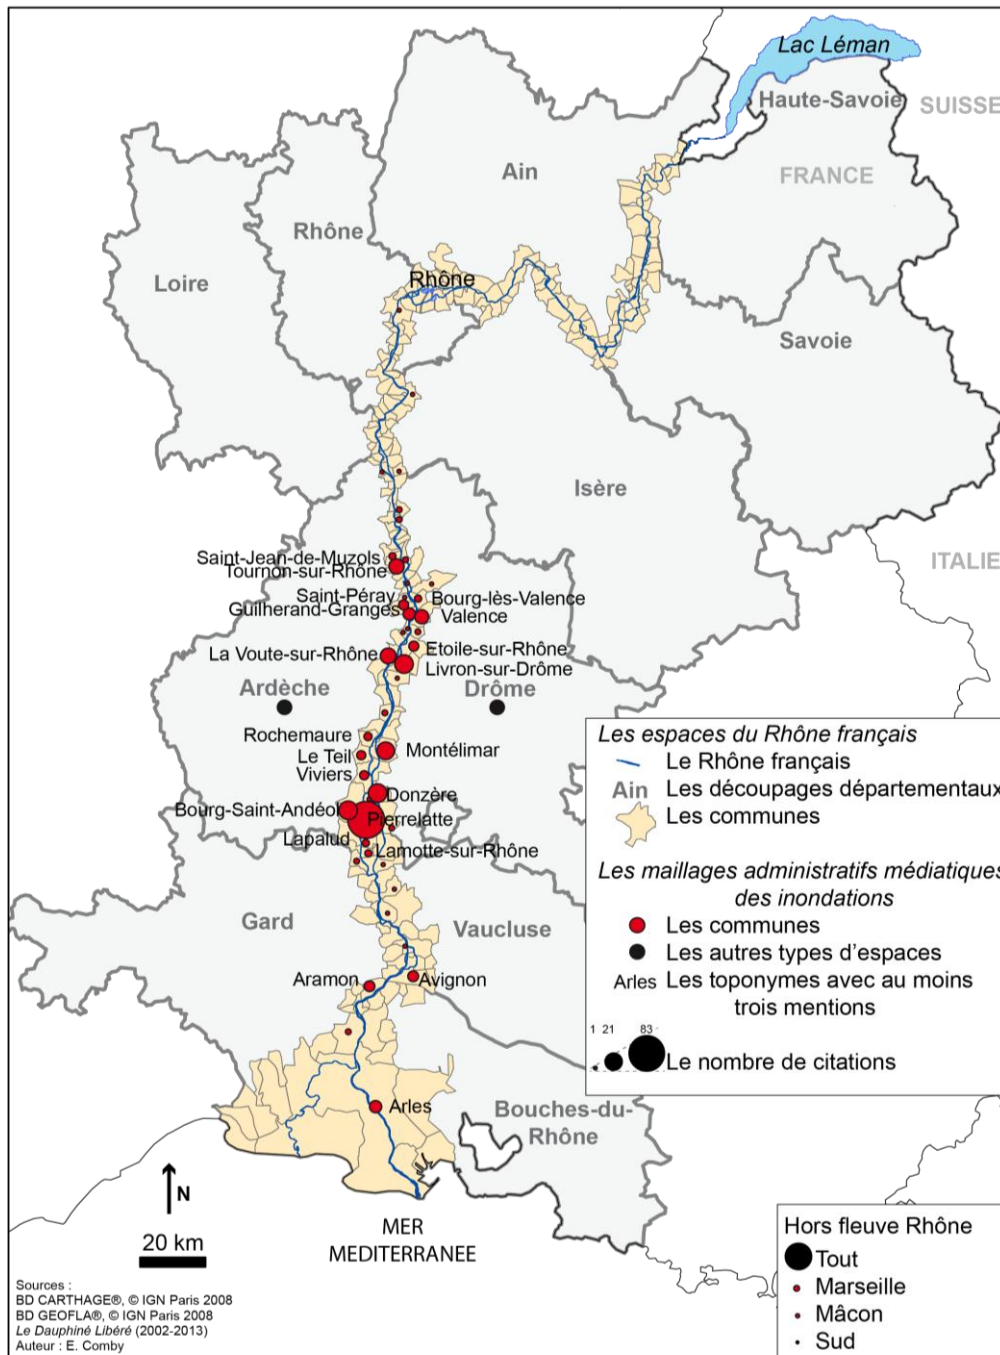 Lac Léman
Haute-Savoie
SUISSE
Ain
FRANCE
Rhône
Loire
Rhône
Savoie
Isère
ITALIE
Saint-Jean-de-Muzols
Tournon-sur-Rhône
Saint-Péray
Bourg-lès-Valence
Guilherand-Granges
Valence
Etoile-sur-Rhône
La Voute-sur-Rhône
Livron-sur-Drôme
Ardèche
Drôme
Rochemaure
Montélimar
Le Teil
Viviers
Donzère
Bourg-Saint-Andéol
Pierrelatte
Lapalud
Lamotte-sur-Rhône
Gard
Vaucluse
Aramon
Avignon
Arles
Bouches-du-
Rhône
MER
MEDITERRANEE
N
20 km
Les espaces du Rhône français
Le Rhône français
Ain Les découpages départementaux
Les communes
Les maillages administratifs médiatiques
des inondations
Les communes
Les autres types d'espaces
Arles Les toponymes avec au moins
trois mentions
1 21 83
Le nombre de citations
Hors fleuve Rhône
Tout
Marseille
Mâcon
Sud
Sources :
BD CARTHAGE®, © IGN Paris 2008
BD GEOFLA®, © IGN Paris 2008
Le Dauphiné Libéré (2002-2013)
Auteur : E. Comby